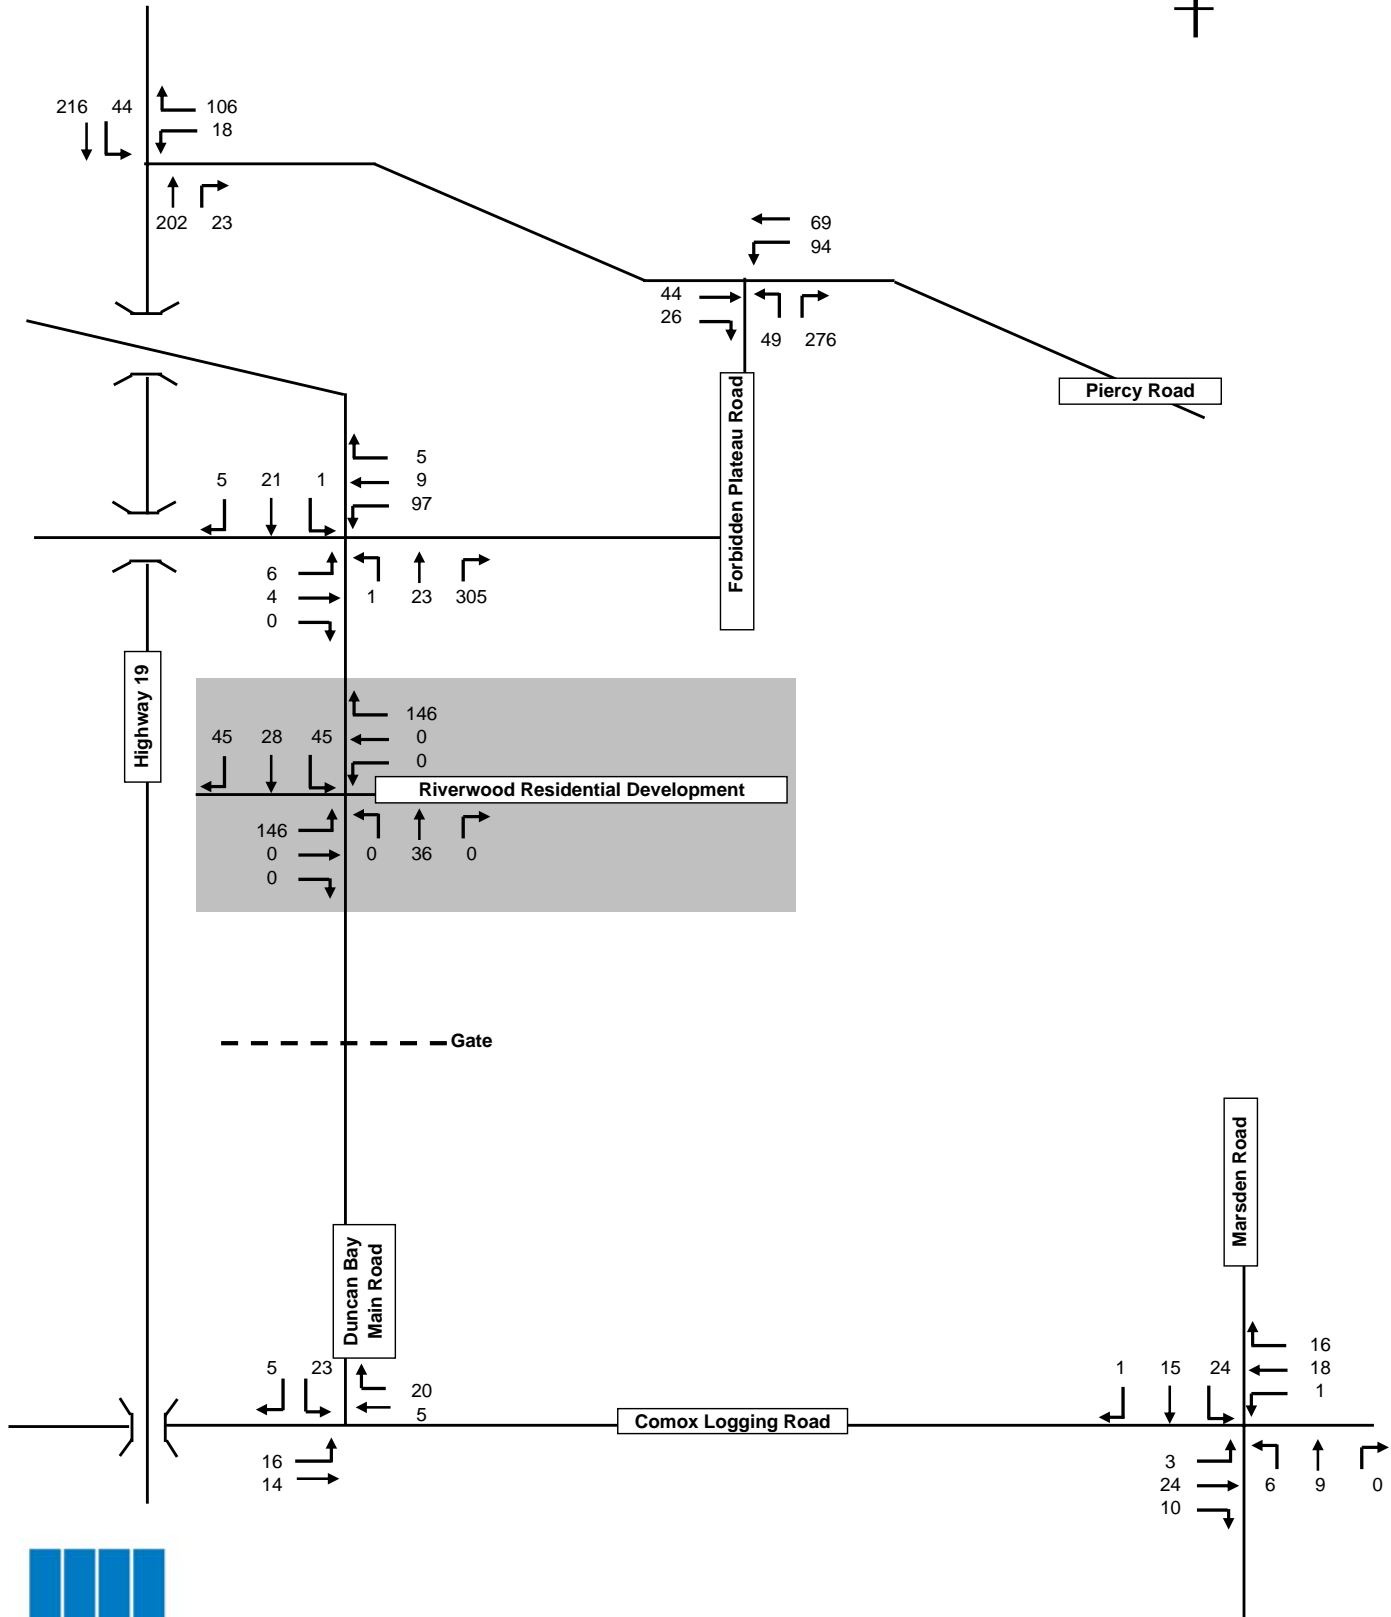 216 44 106
18
202 23
69
94
44
26
49 276
Piercy Road
Forbidden Plateau Road
5
5 21 1 9
97
6
4 1 23 305
0
Highway 19
146
45 28 45 0
0
Riverwood Residential Development
146
0 0 36 0
0
Gate
Marsden Road
Duncan Bay
Main Road
5 23 20
5
16
14
Comox Logging Road
16
1 15 24 18
1
3
24 6 9 0
10